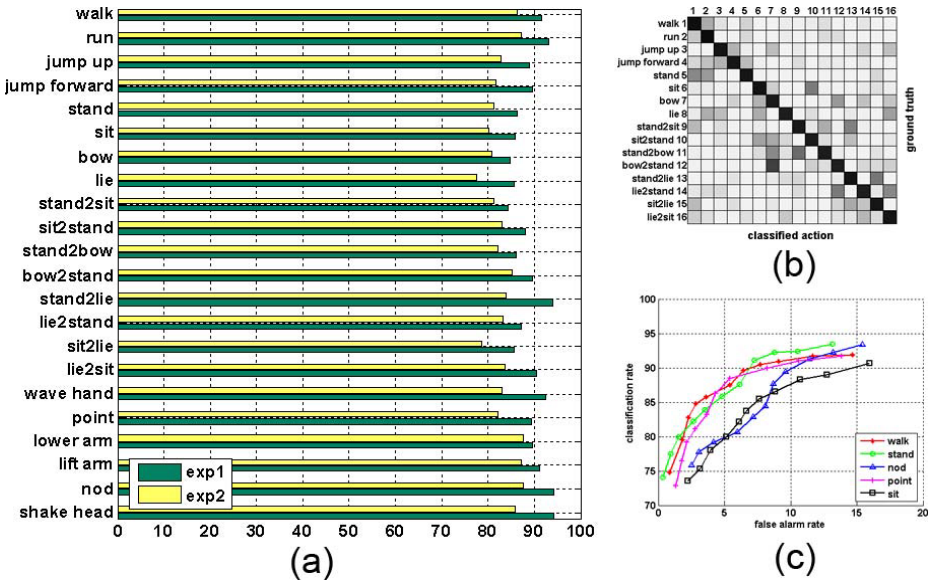 walk
run
jump up
jump forward
stand
sit
bow
lie
stand2sit
sit2stand
stand2bow
bow2stand
stand2lie
lie2stand
sit2lie
lie2sit
wave hand
point
lower arm
lift arm
nod
shake head
exp1
exp2
0 10 20 30 40 50 60 70 80 90 100
(a)
1 2 3 4 5 6 7 8 9 10 11 12 13 14 15 16
walk 1
run 2
jump up 3
jump forward 4
stand 5
sit 6
bow 7
lie 8
stand2sit 9
sit2stand 10
stand2bow 11
bow2stand 12
stand2lie 13
lie2stand 14
sit2lie 15
lie2sit 16
ground truth
classified action
(b)
100
95
90
85
80
75
70
classification rate
walk
stand
nod
point
sit
0 5 10 15 20
false alarm rate
(c)